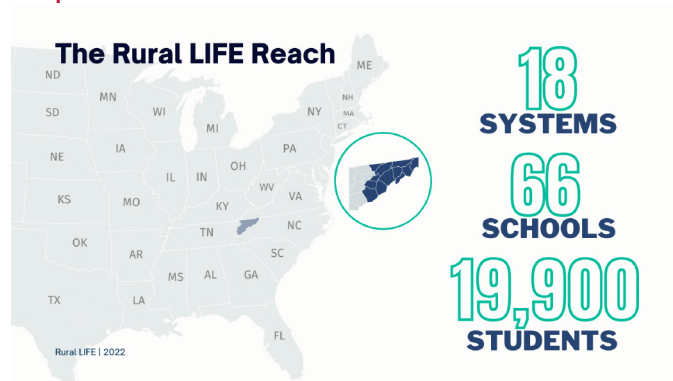 The Rural LIFE Reach
ME
ND
MN
NH
SD
WI
NY
MA
MI
CT
IA
PA
NE
OH
IL
IN
WV
KS
MO
VA
KY
NC
TN
OK
AR
SC
MS
AL
GA
TX
LA
FL
Rural LIFE | 2022
18
SYSTEMS
66
SCHOOLS
19,900
STUDENTS